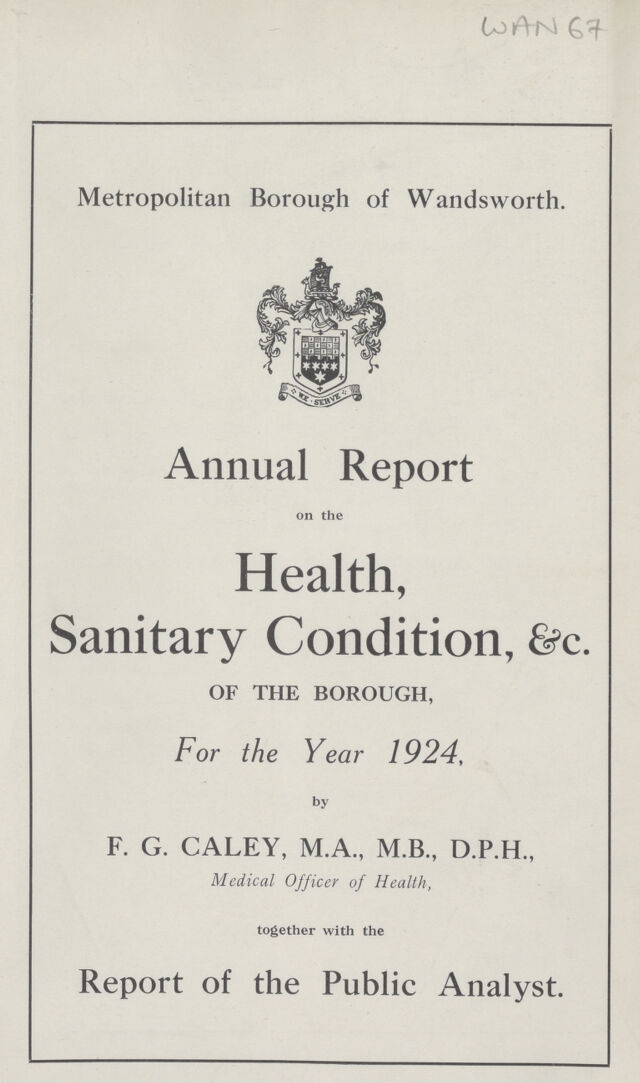 WAN 67
Metropolitan Borough of Wandsworth.
WE · SERVE
Annual Report
on the
Health,
Sanitary Condition, &c.
OF THE BOROUGH,
For the Year 1924,
by
F. G. CALEY, M.A., M.B., D.P.H.,
Medical Officer of Health,
together with the
Report of the Public Analyst.